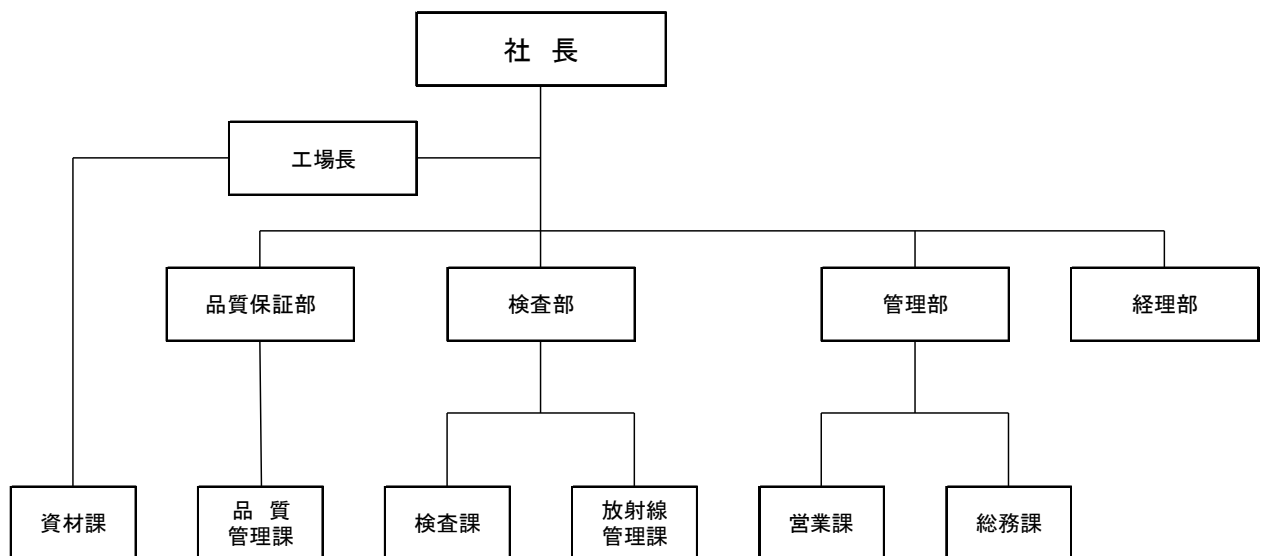 社 長
工場長
品質保証部
検査部
管理部
経理部
資材課
品 質
管理課
検査課
放射線
管理課
営業課
総務課